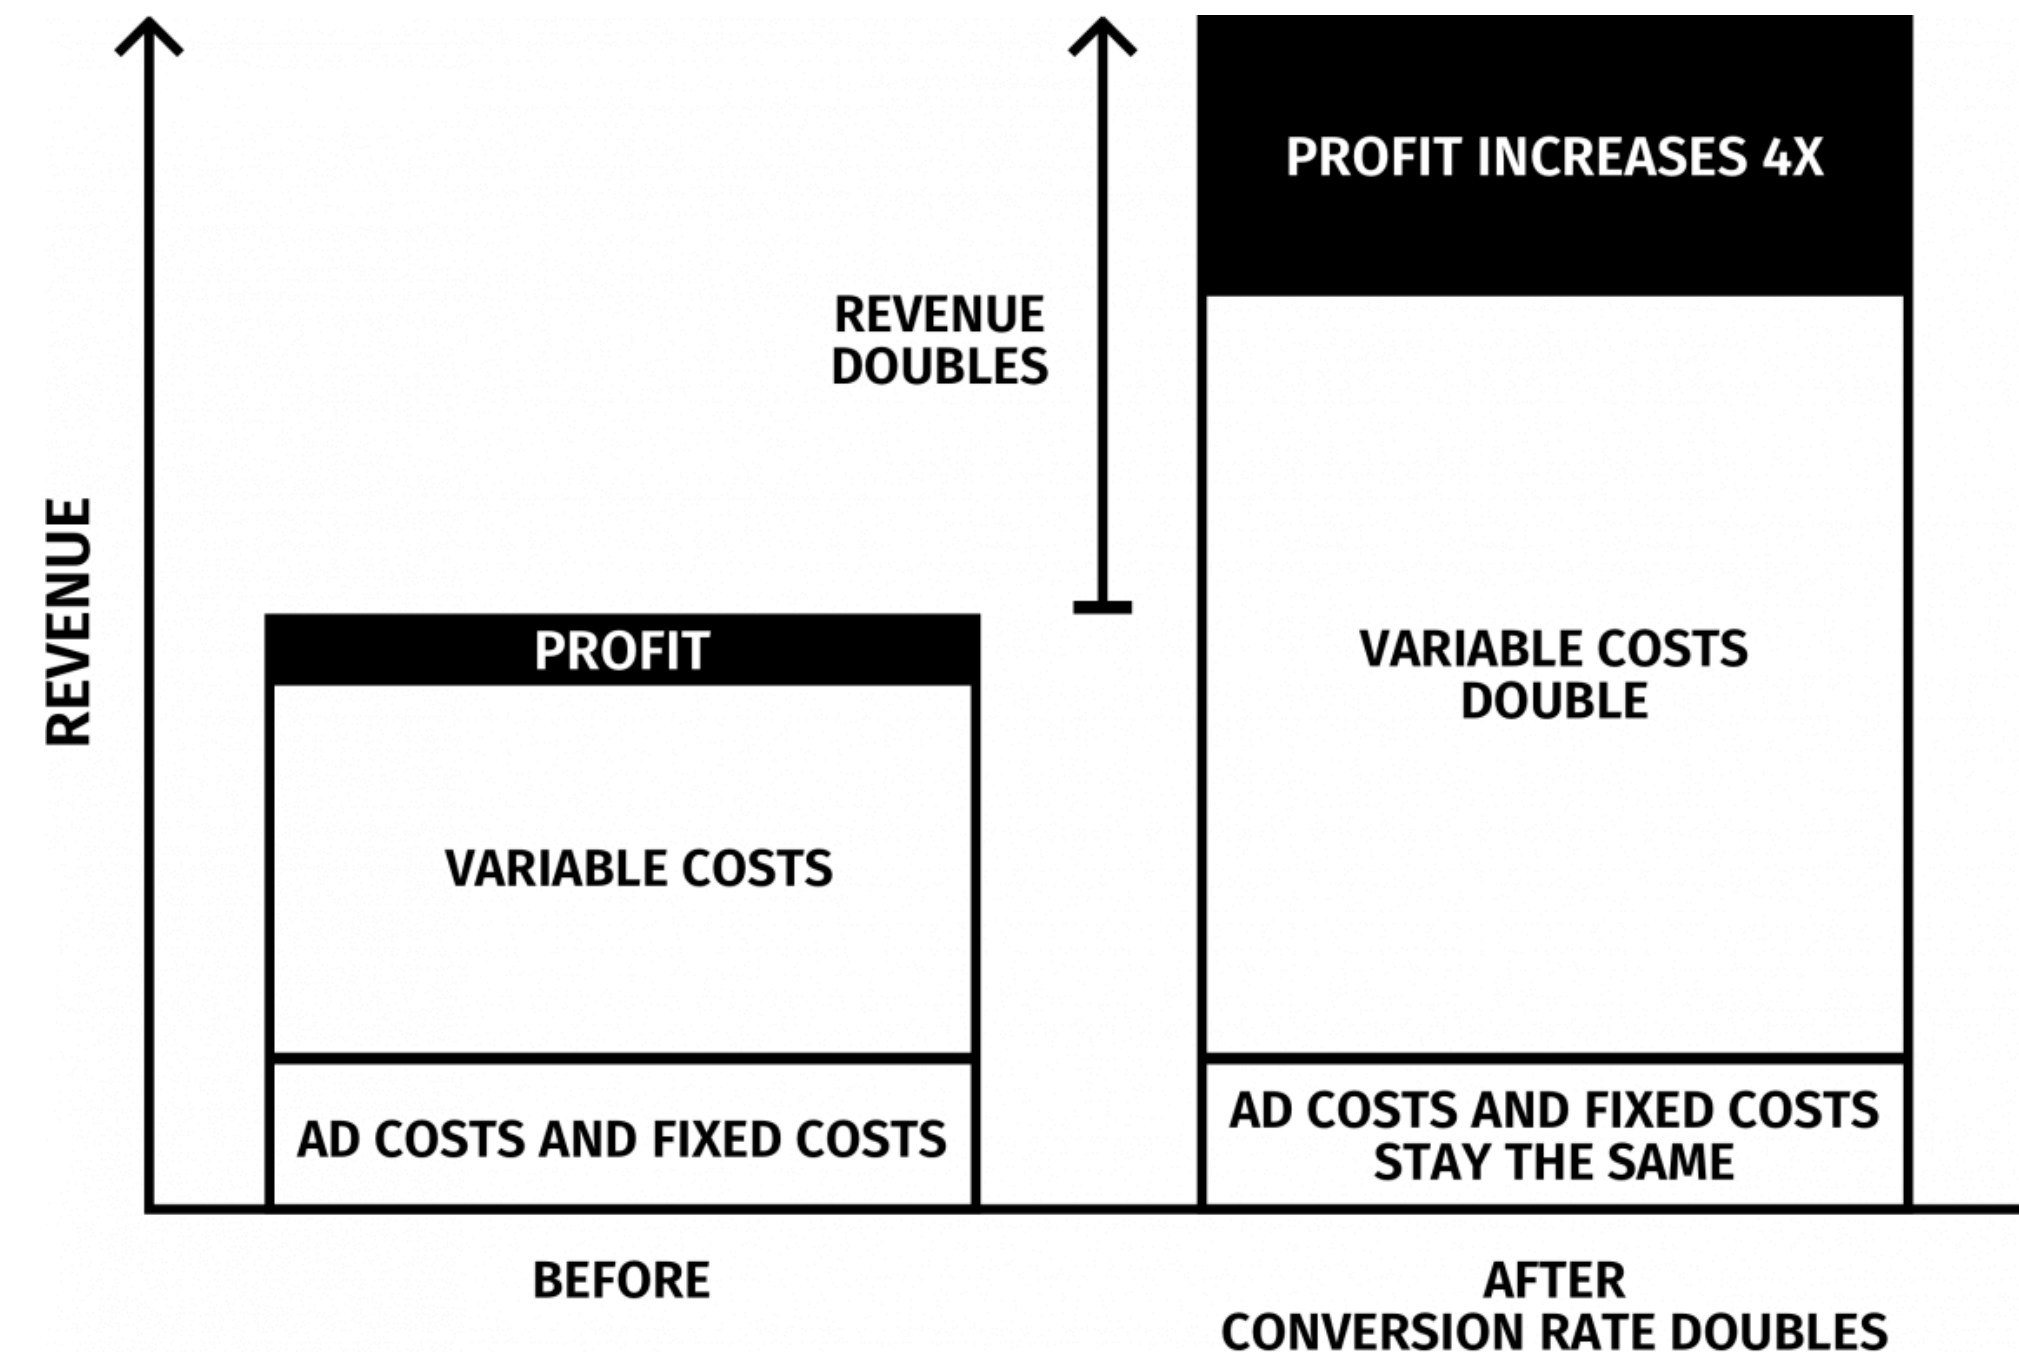 REVENUE
PROFIT
VARIABLE COSTS
AD COSTS AND FIXED COSTS
BEFORE
REVENUE
DOUBLES
PROFIT INCREASES 4X
VARIABLE COSTS
DOUBLE
AD COSTS AND FIXED COSTS
STAY THE SAME
AFTER
CONVERSION RATE DOUBLES